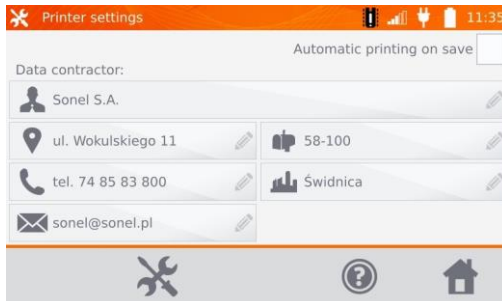 Printer settings 11:35
Automatic printing on save
Data contractor:
Sonel S.A.
ul. Wokulskiego 11 58-100
tel. 74 85 83 800 Świdnica
sonel@sonel.pl